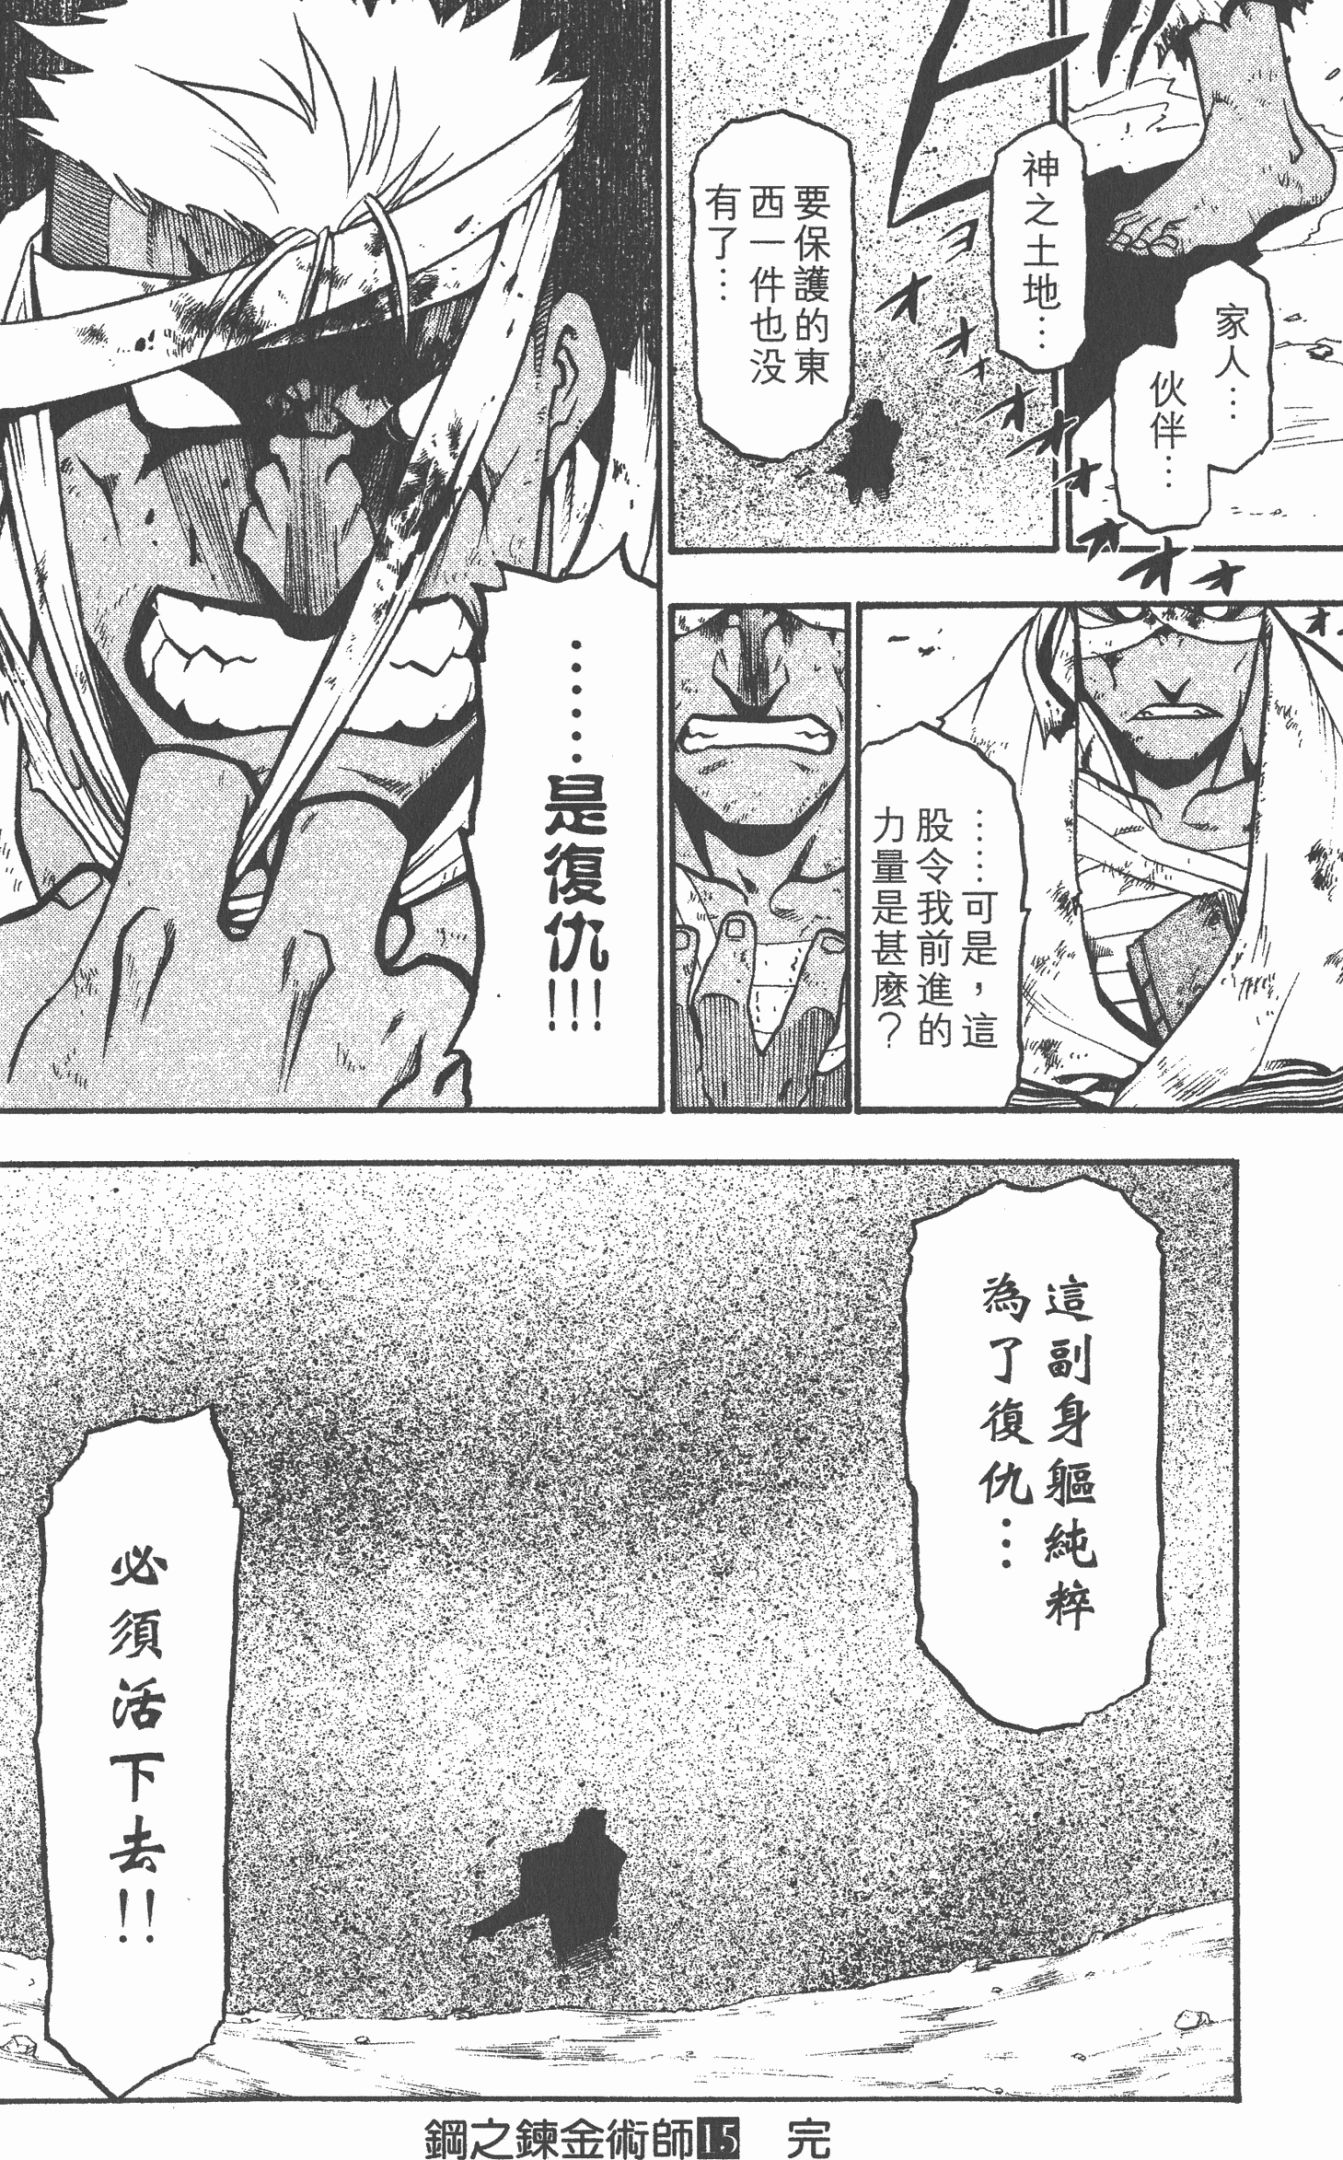 家人…
伙伴…
神之土地…
要保護的東
西一件也沒
有了…
ドヨオオオオオオオオオ
……可是，這
股令我前進的
力量是甚麼？
……是復仇!!!
這副身軀純粹
為了復仇…
必須活下去!!
鋼之鍊金術師15 完